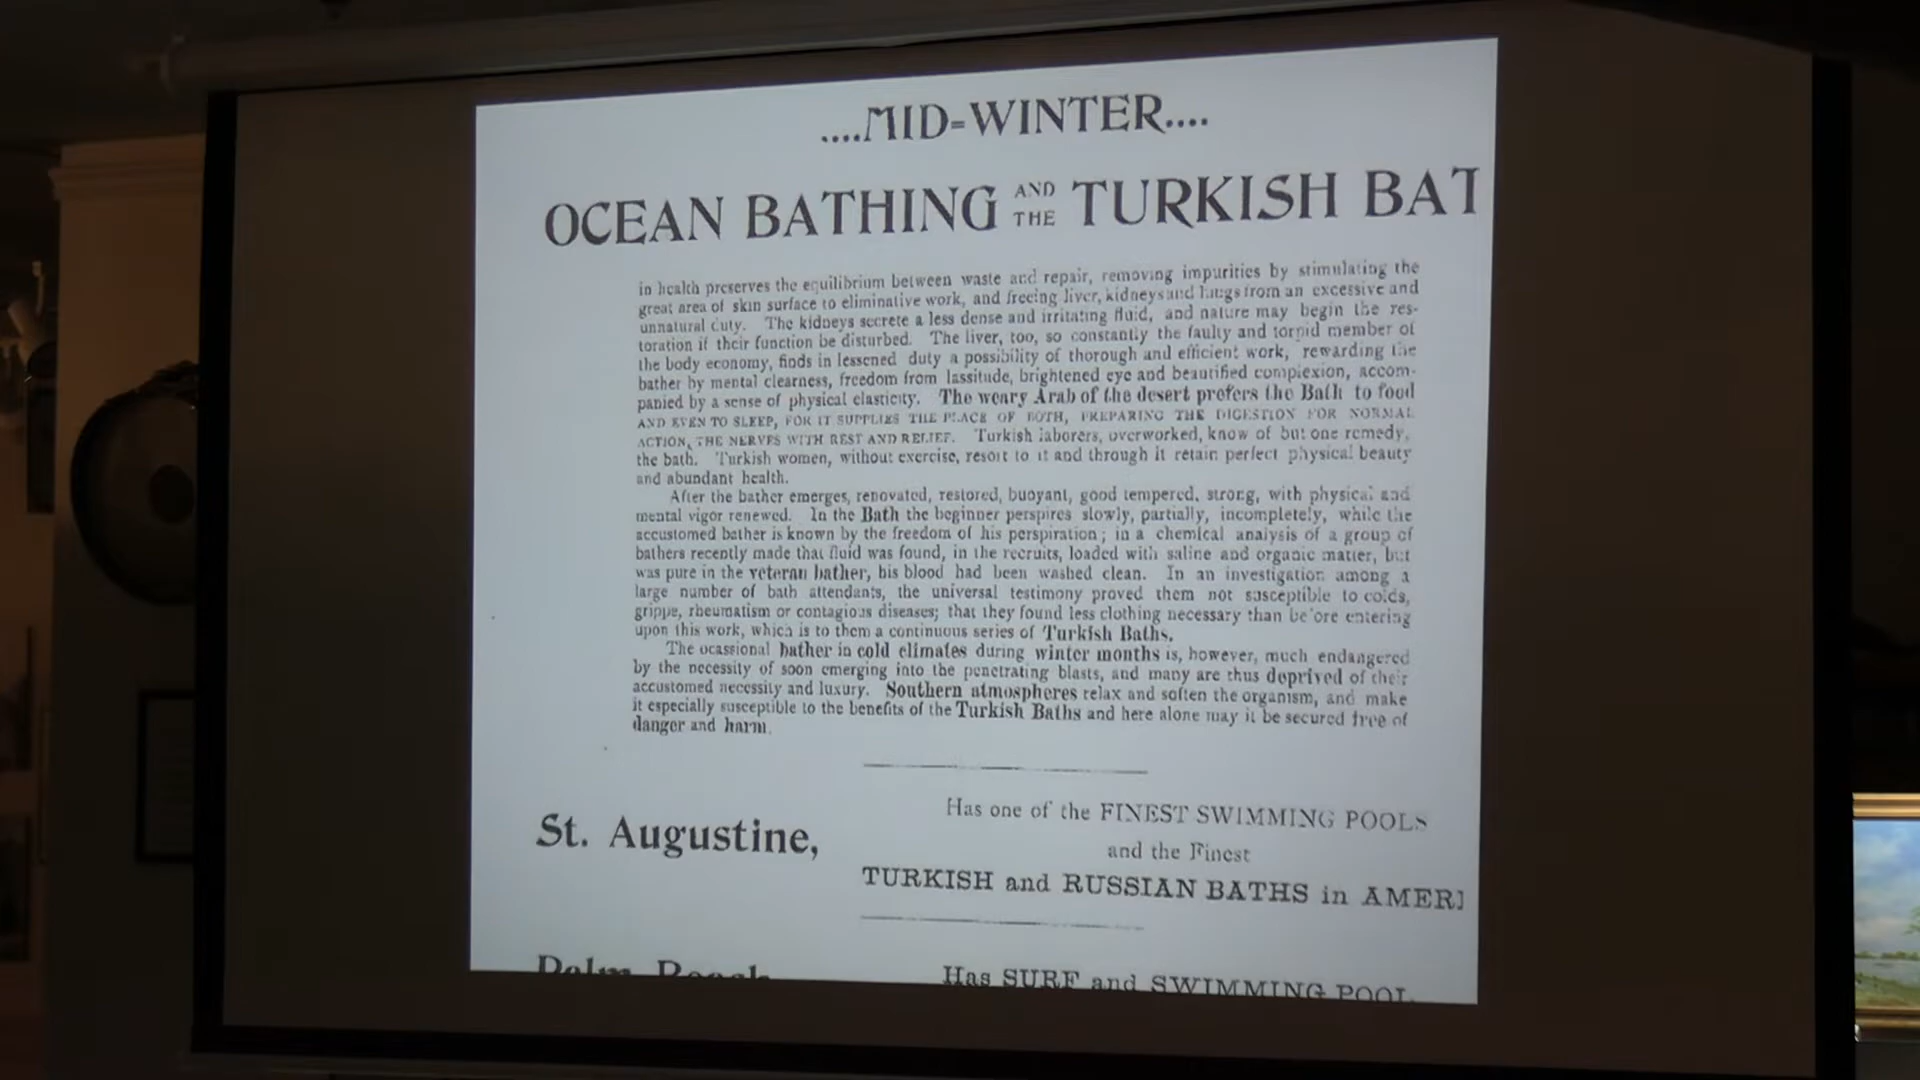 ....MID-WINTER....
OCEAN BATHING AND THE TURKISH BAT
in health preserves the equilibrium between waste and repair, removing impurities by stimulating the
great area of skin surface to eliminative work, and freeing liver, kidneys and lungs from an excessive and
unnatural duty. The kidneys secrete a less dense and irritating fluid, and nature may begin the res-
toration if their function be disturbed. The liver, too, so constantly the faulty and torpid member of
the body economy, finds in lessened duty a possibility of thorough and efficient work, rewarding the
bather by mental clearness, freedom from lassitude, brightened eye and beautified complexion, accom-
panied by a sense of physical elasticity. The weary Arab of the desert prefers the Bath to food
AND EVEN TO SLEEP, FOR IT SUPPLIES THE PLACE OF BOTH, PREPARING THE DIGESTION FOR NORMAL
ACTION, THE NERVES WITH REST AND RELIEF. Turkish laborers, overworked, know of but one remedy,
the bath. Turkish women, without exercise, resort to it and through it retain perfect physical beauty
and abundant health.
After the bather emerges, renovated, restored, buoyant, good tempered, strong, with physical and
mental vigor renewed. In the Bath the beginner perspires slowly, partially, incompletely, while the
accustomed bather is known by the freedom of his perspiration; in a chemical analysis of a group of
bathers recently made that fluid was found, in the recruits, loaded with saline and organic matter, but
was pure in the veteran bather, his blood had been washed clean. In an investigation among a
large number of bath attendants, the universal testimony proved them not susceptible to colds,
grippe, rheumatism or contagious diseases; that they found less clothing necessary than before entering
upon this work, which is to them a continuous series of Turkish Baths.
The ocassional bather in cold climates during winter months is, however, much endangered
by the necessity of soon emerging into the penetrating blasts, and many are thus deprived of their
accustomed necessity and luxury. Southern atmospheres relax and soften the organism, and make
it especially susceptible to the benefits of the Turkish Baths and here alone may it be secured free of
danger and harm.
St. Augustine,
Has one of the FINEST SWIMMING POOLS
and the Finest
TURKISH and RUSSIAN BATHS in AMERI
Palm Beach
Has SURF and SWIMMING POOL